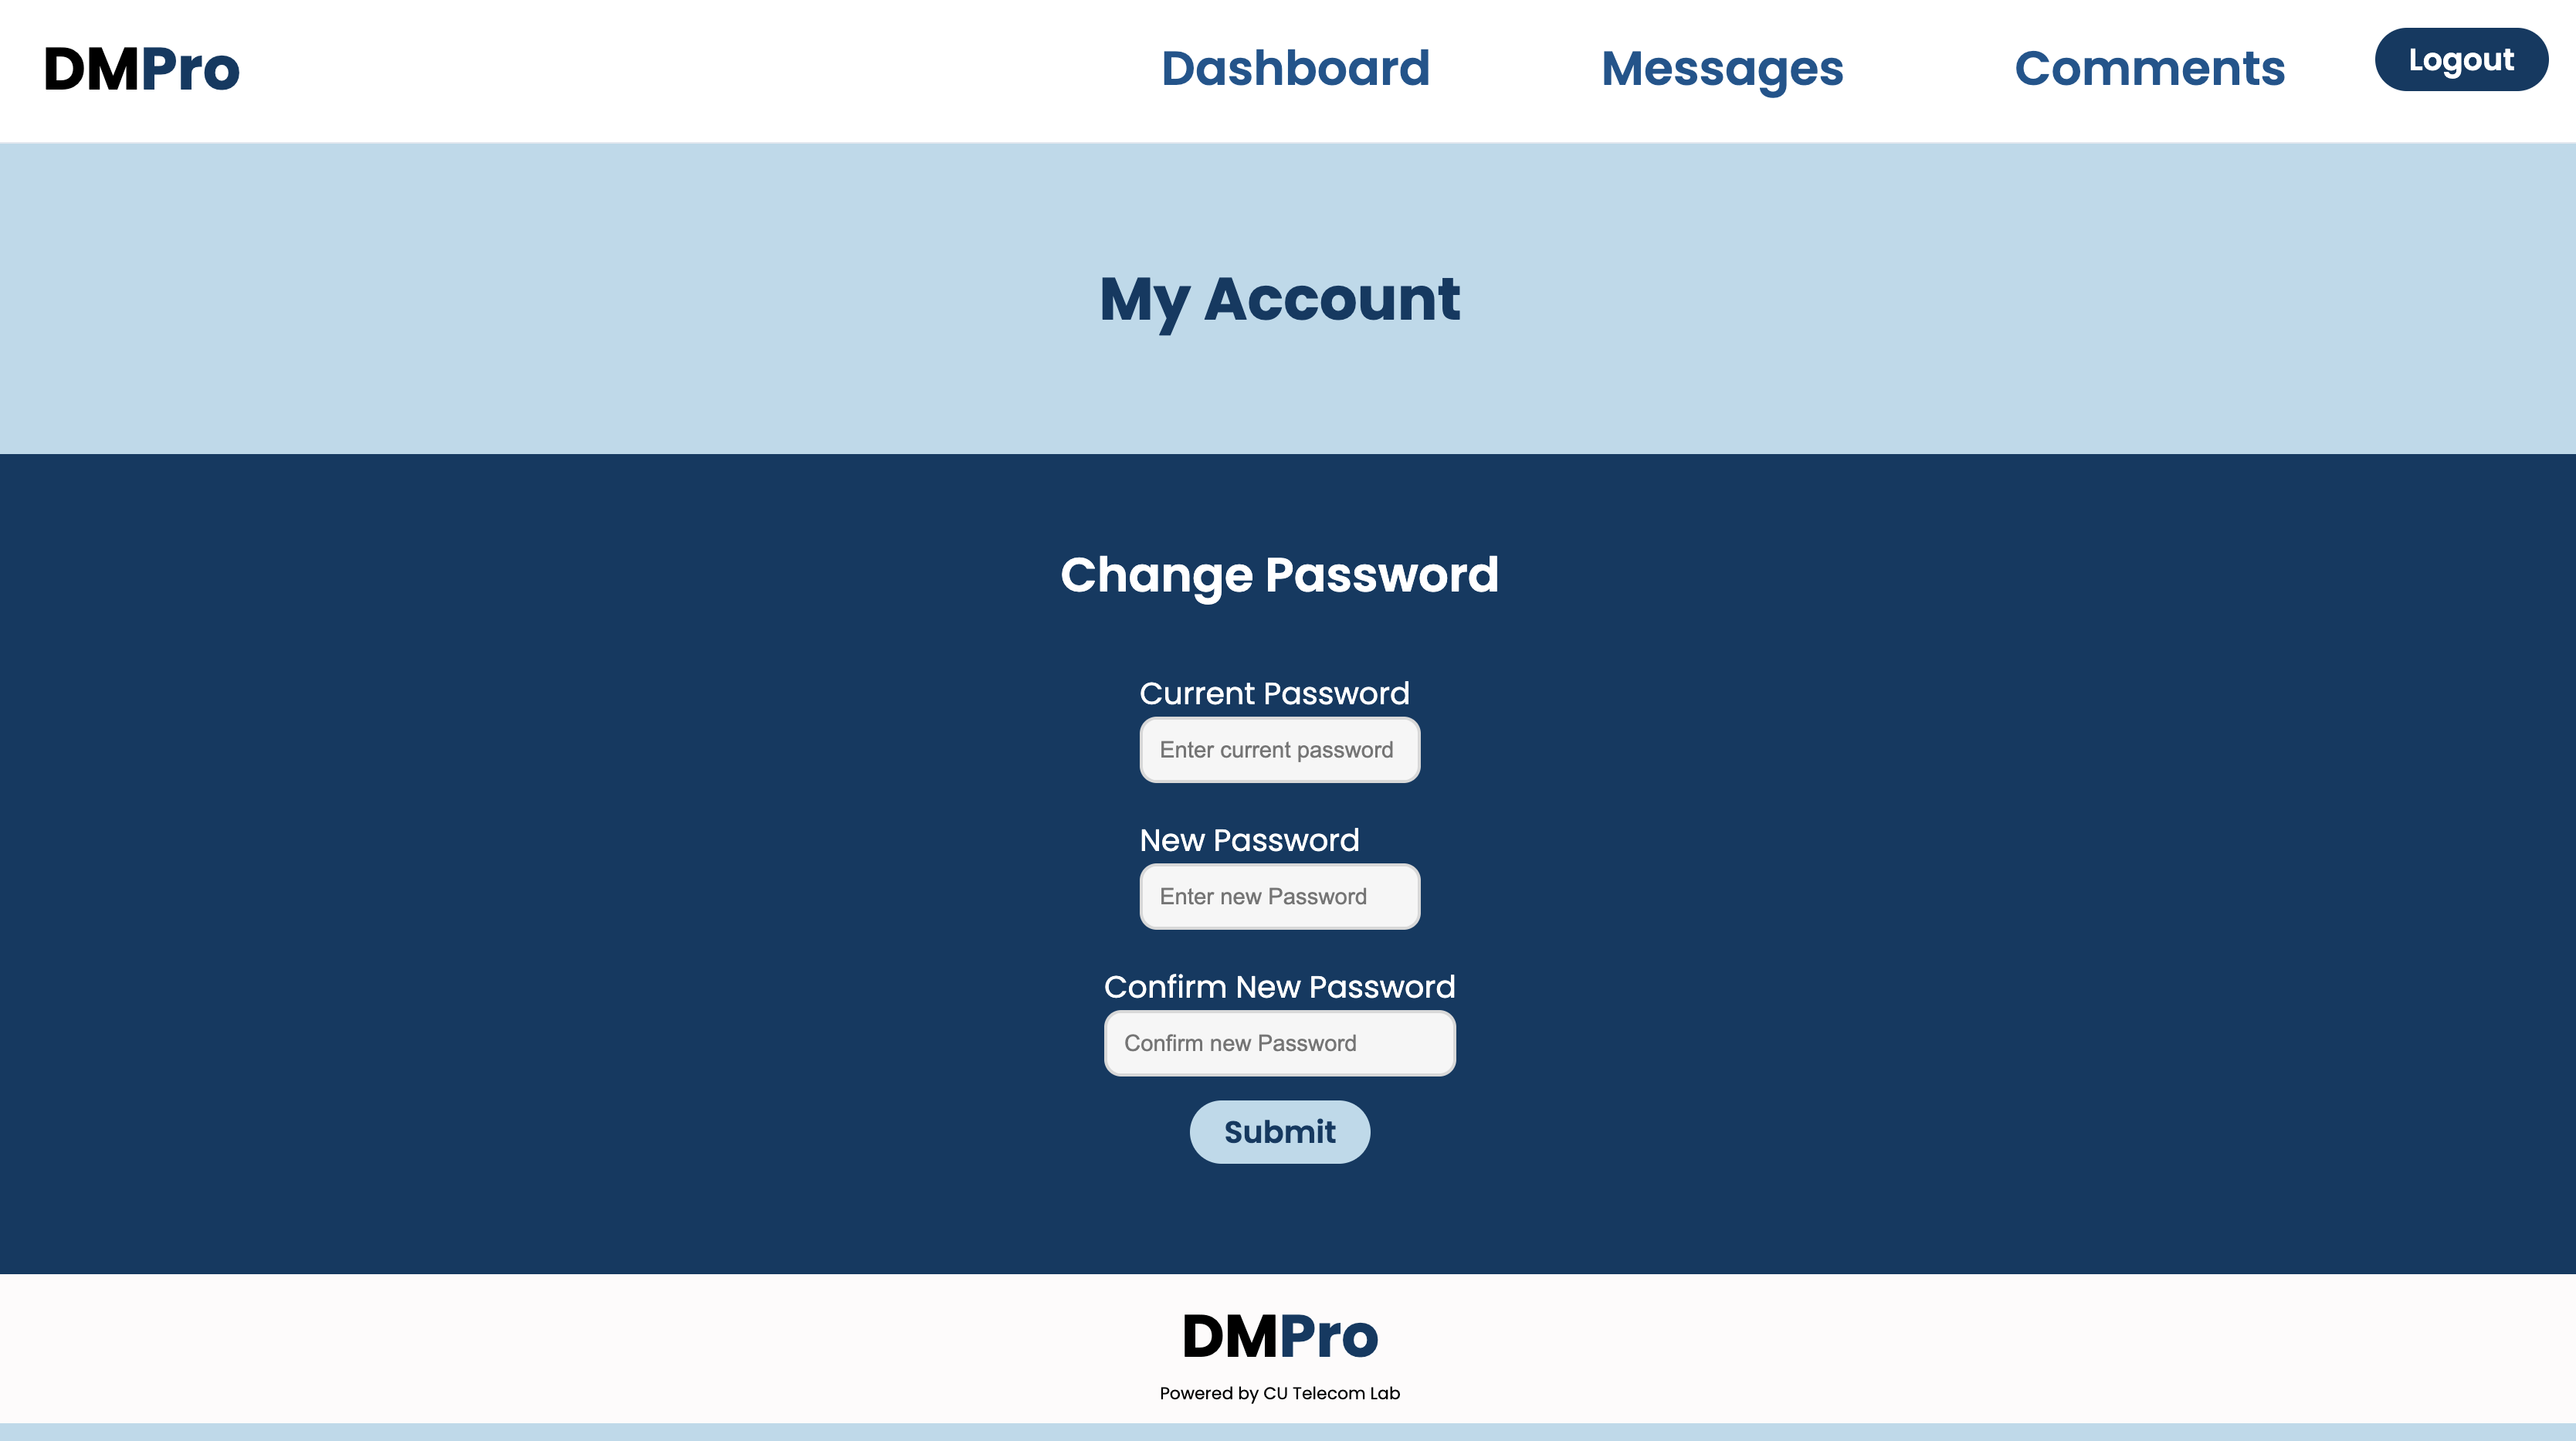 DMPro
Dashboard
Messages
Comments
Logout
My Account
Change Password
Current Password
Enter current password
New Password
Enter new Password
Confirm New Password
Confirm new Password
Submit
DMPro
Powered by CU Telecom Lab